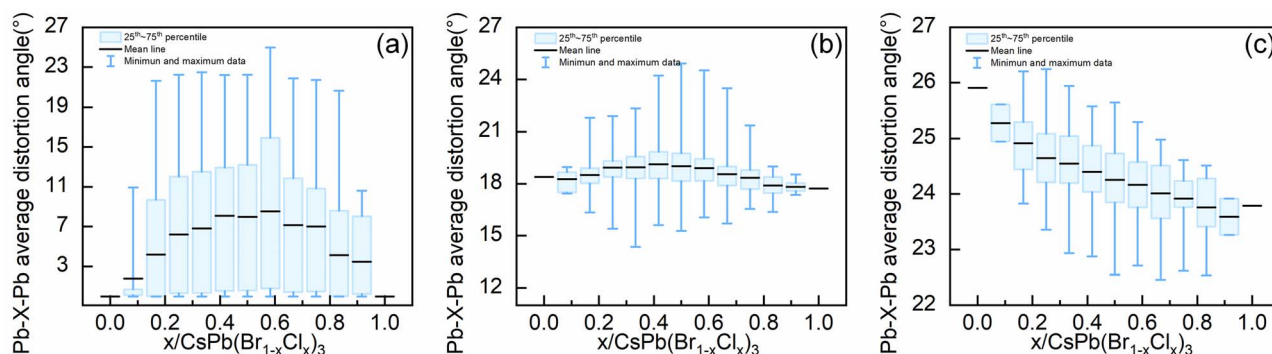 Pb-X-Pb average distortion angle(°)
27
23
19
15
11
7
3
25th~75th percentile
Mean line
Minimun and maximum data
(a)
0.0 0.2 0.4 0.6 0.8 1.0
x/CsPb(Br1-xClx)3
Pb-X-Pb average distortion angle(°)
27
24
21
18
15
12
25th~75th percentile
Mean line
Minimun and maximum data
(b)
0.0 0.2 0.4 0.6 0.8 1.0
x/CsPb(Br1-xClx)3
Pb-X-Pb average distortion angle(°)
27
26
25
24
23
22
25th~75th percentile
Mean line
Minimun and maximum data
(c)
0.0 0.2 0.4 0.6 0.8 1.0
x/CsPb(Br1-xClx)3